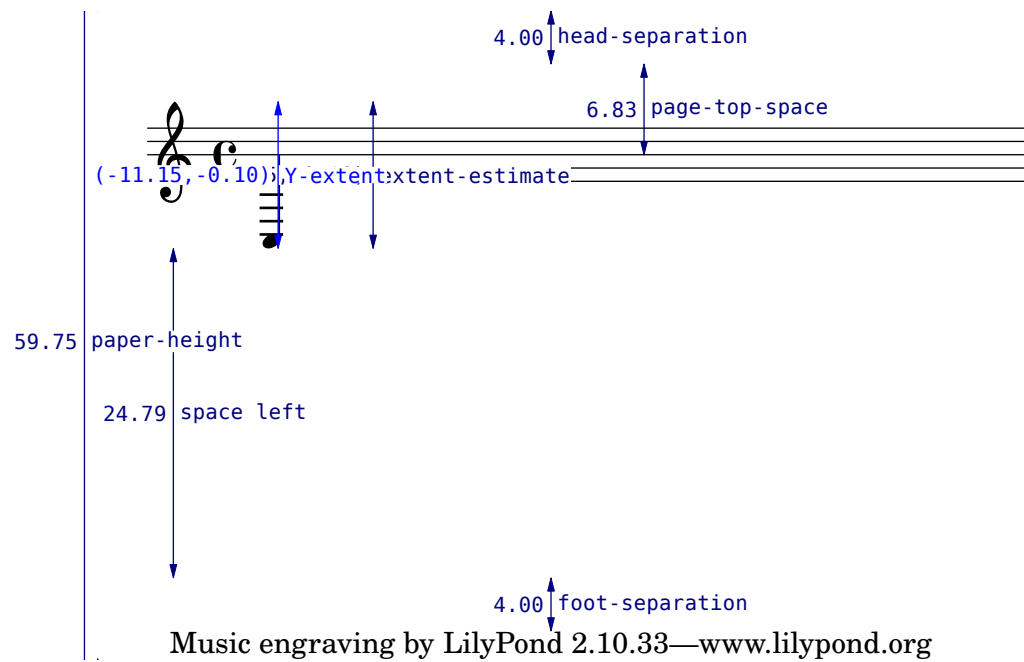 4.00 head-separation
6.83 page-top-space
(-11.15,-0.10) Y-extent extent-estimate
59.75 paper-height
24.79 space left
4.00 foot-separation
Music engraving by LilyPond 2.10.33—www.lilypond.org